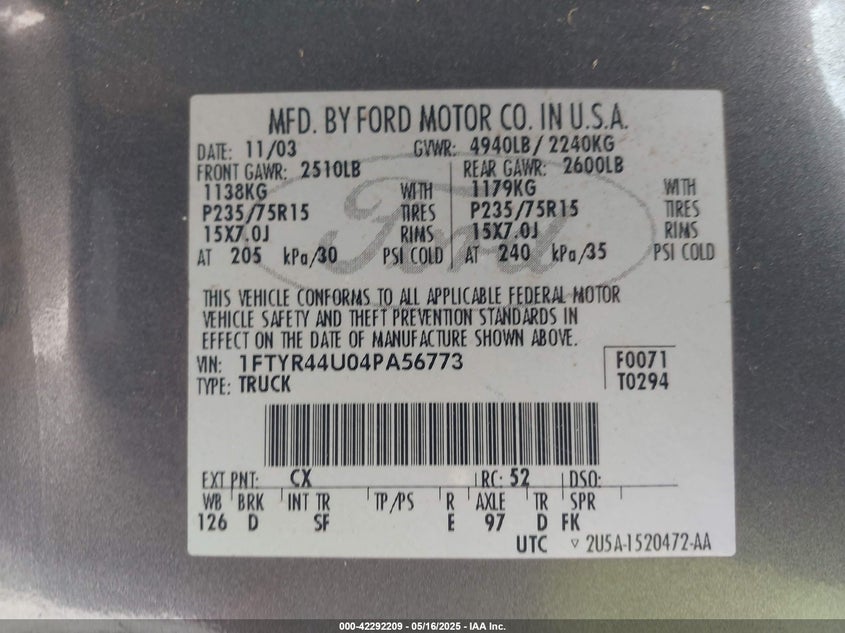 MFD. BY FORD MOTOR CO. IN U.S.A.
DATE: 11/03 GVWR: 4940LB/ 2240KG
FRONT GAWR: 2510LB REAR GAWR: 2600LB
1138KG WITH 1179KG WITH
P235/75R15 TIRES P235/75R15 TIRES
15X7.0J RIMS 15X7.0J RIMS
AT 205 kPa/30 PSI COLD AT 240 kPa/35 PSI COLD
Ford
THIS VEHICLE CONFORMS TO ALL APPLICABLE FEDERAL MOTOR
VEHICLE SAFETY AND THEFT PREVENTION STANDARDS IN
EFFECT ON THE DATE OF MANUFACTURE SHOWN ABOVE.
VIN: 1FTYR44U04PA56773 F0071
TYPE: TRUCK T0294
EXT PNT: CX RC: 52 DSO:
WB BRK INT TR TP/PS R AXLE TR SPR
126 D SF E 97 D FK
UTC ▽ 2U5A-1520472-AA
000-42292209 - 05/16/2025 - IAA Inc.